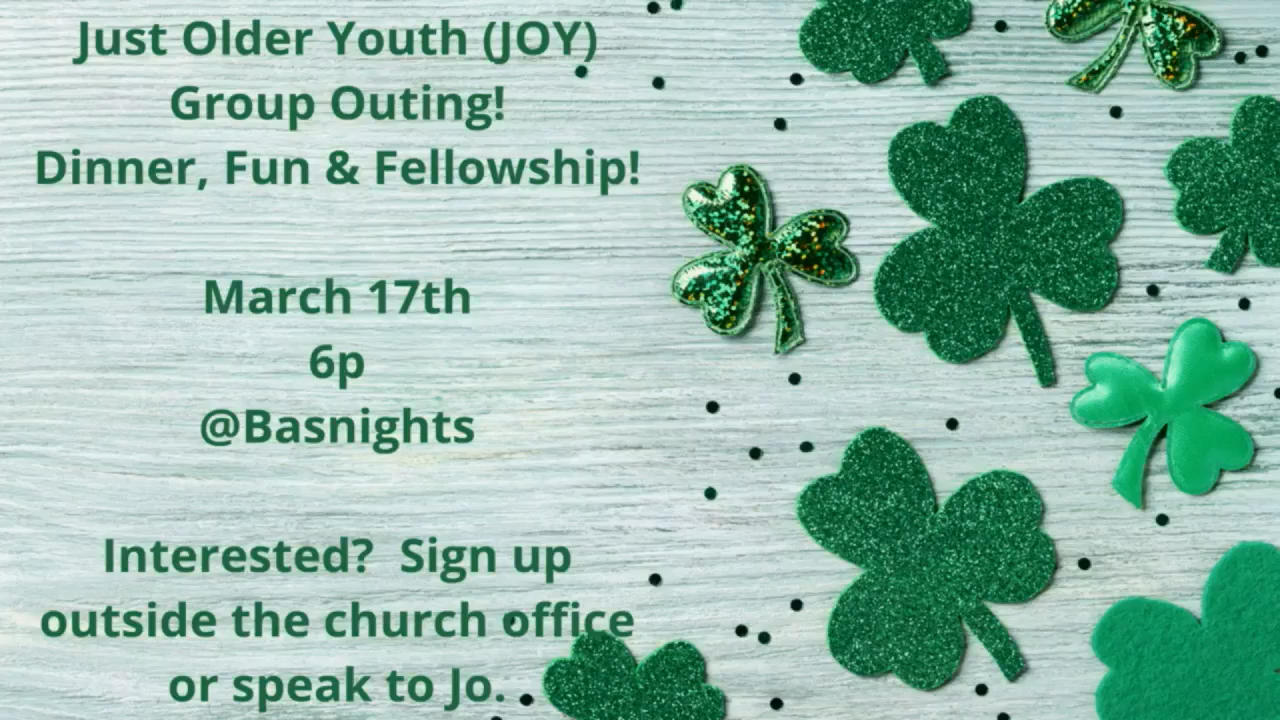 Just Older Youth (JOY)
Group Outing!
Dinner, Fun & Fellowship!
March 17th
6p
@Basnights
Interested?  Sign up
outside the church office
or speak to Jo.